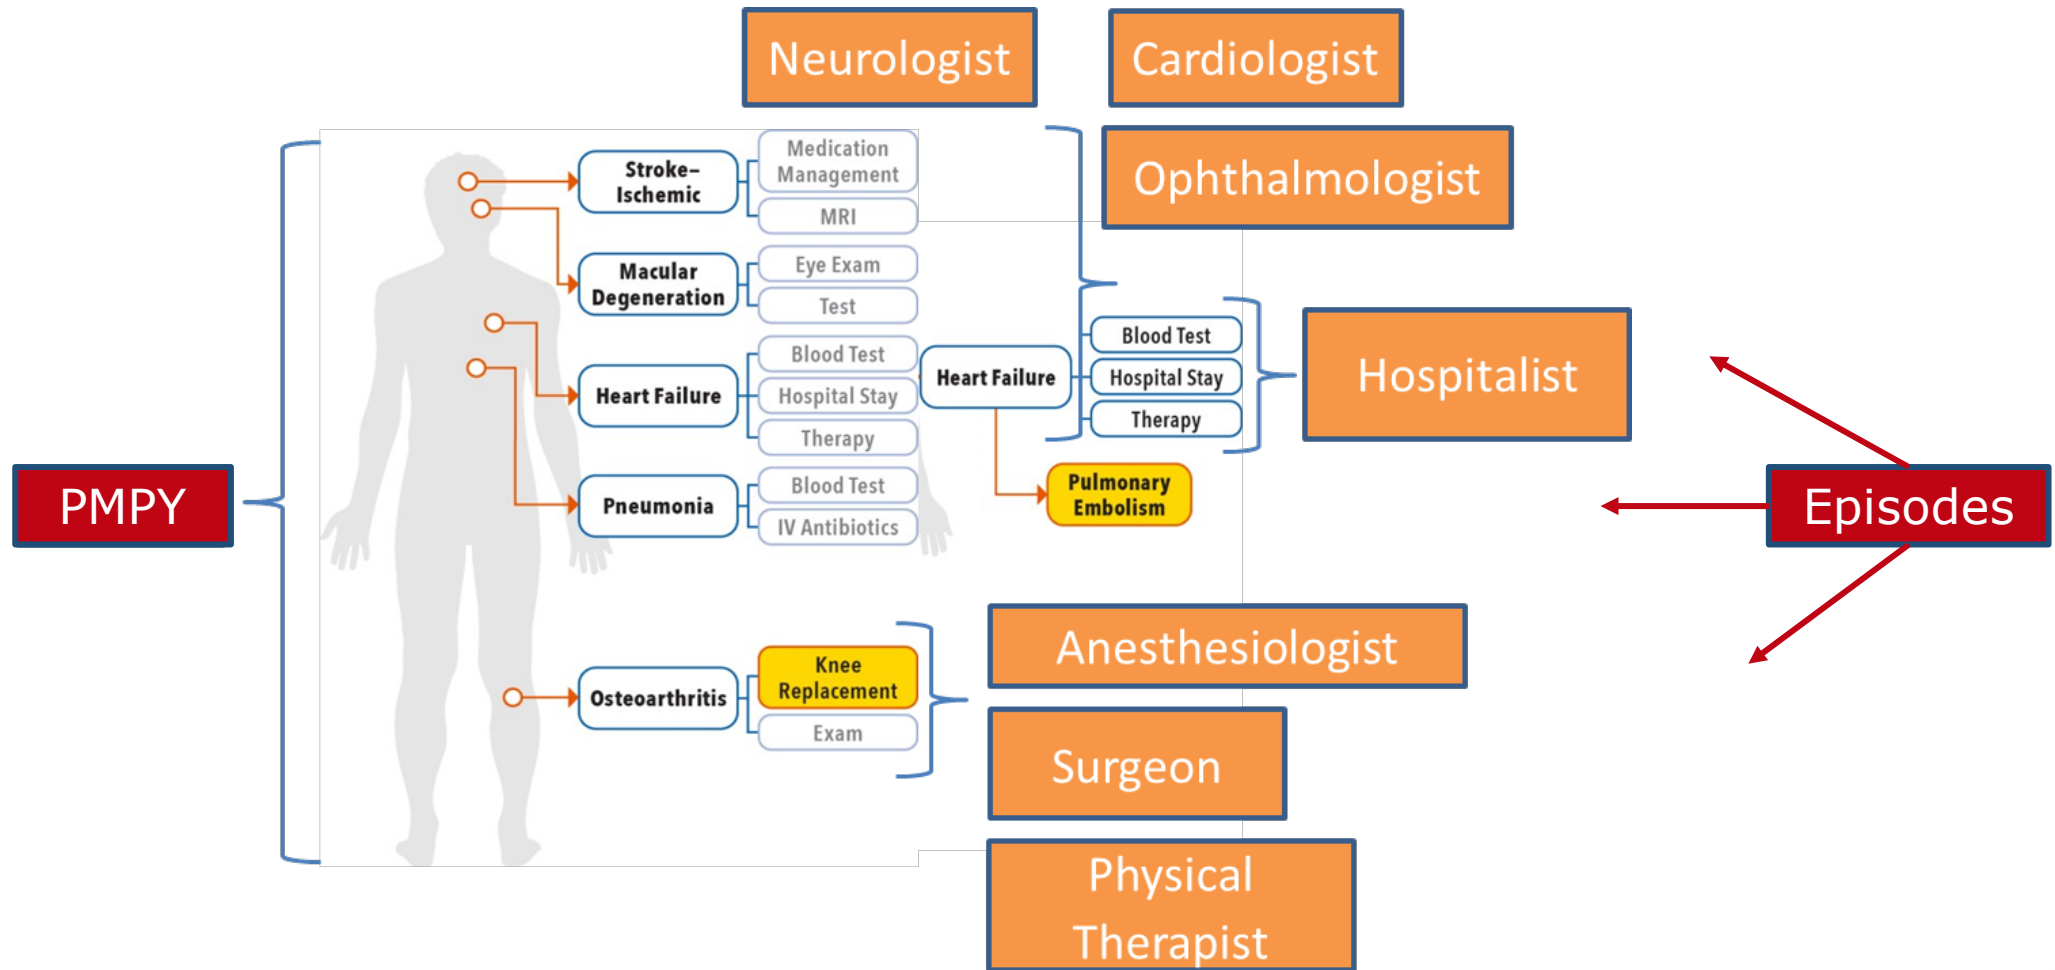 Neurologist
Cardiologist
Ophthalmologist
Stroke–
Ischemic
Medication
Management
MRI
Macular
Degeneration
Eye Exam
Test
Heart Failure
Blood Test
Hospital Stay
Therapy
Heart Failure
Blood Test
Hospital Stay
Therapy
Hospitalist
Pulmonary
Embolism
Pneumonia
Blood Test
IV Antibiotics
PMPY
Episodes
Osteoarthritis
Knee
Replacement
Exam
Anesthesiologist
Surgeon
Physical
Therapist